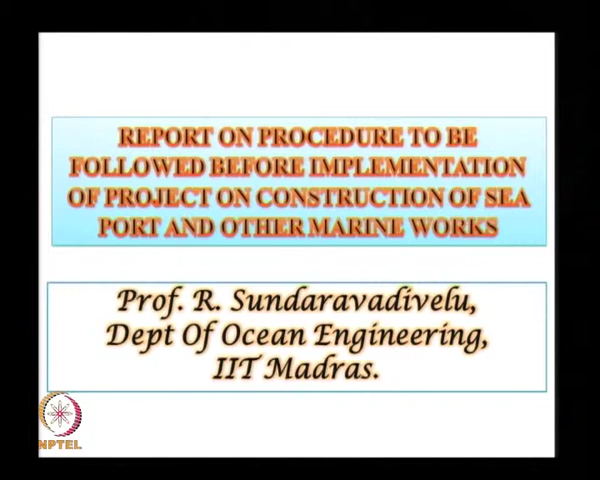 REPORT ON PROCEDURE TO BE
FOLLOWED BEFORE IMPLEMENTATION
OF PROJECT ON CONSTRUCTION OF SEA
PORT AND OTHER MARINE WORKS
Prof. R. Sundaravadivelu,
Dept Of Ocean Engineering,
IIT Madras.
NPTEL